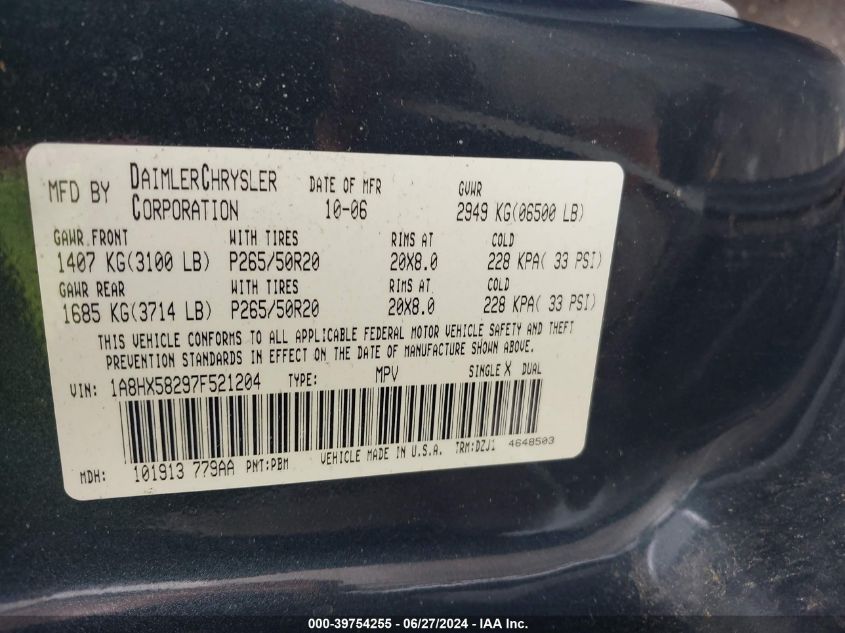 MFD BY DAIMLERCHRYSLER CORPORATION DATE OF MFR 10-06 GVWR 2949 KG(06500 LB)
GAWR FRONT WITH TIRES RIMS AT COLD
1407 KG(3100 LB) P265/50R20 20X8.0 228 KPA( 33 PSI)
GAWR REAR WITH TIRES RIMS AT COLD
1685 KG(3714 LB) P265/50R20 20X8.0 228 KPA( 33 PSI)
THIS VEHICLE CONFORMS TO ALL APPLICABLE FEDERAL MOTOR VEHICLE SAFETY AND THEFT
PREVENTION STANDARDS IN EFFECT ON THE DATE OF MANUFACTURE SHOWN ABOVE.
VIN: 1A8HX58297F521204 TYPE: MPV SINGLE X DUAL
MDH: 101913 779AA PNT:PBM VEHICLE MADE IN U.S.A. TRM:DZJ1 4648503
000-39754255 - 06/27/2024 - IAA Inc.